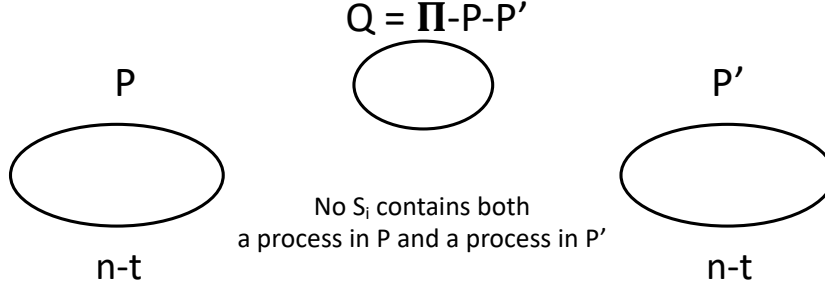 Q = 𝚷-P-P’
P
P’
No Sᵢ contains both
a process in P and a process in P’
n-t
n-t